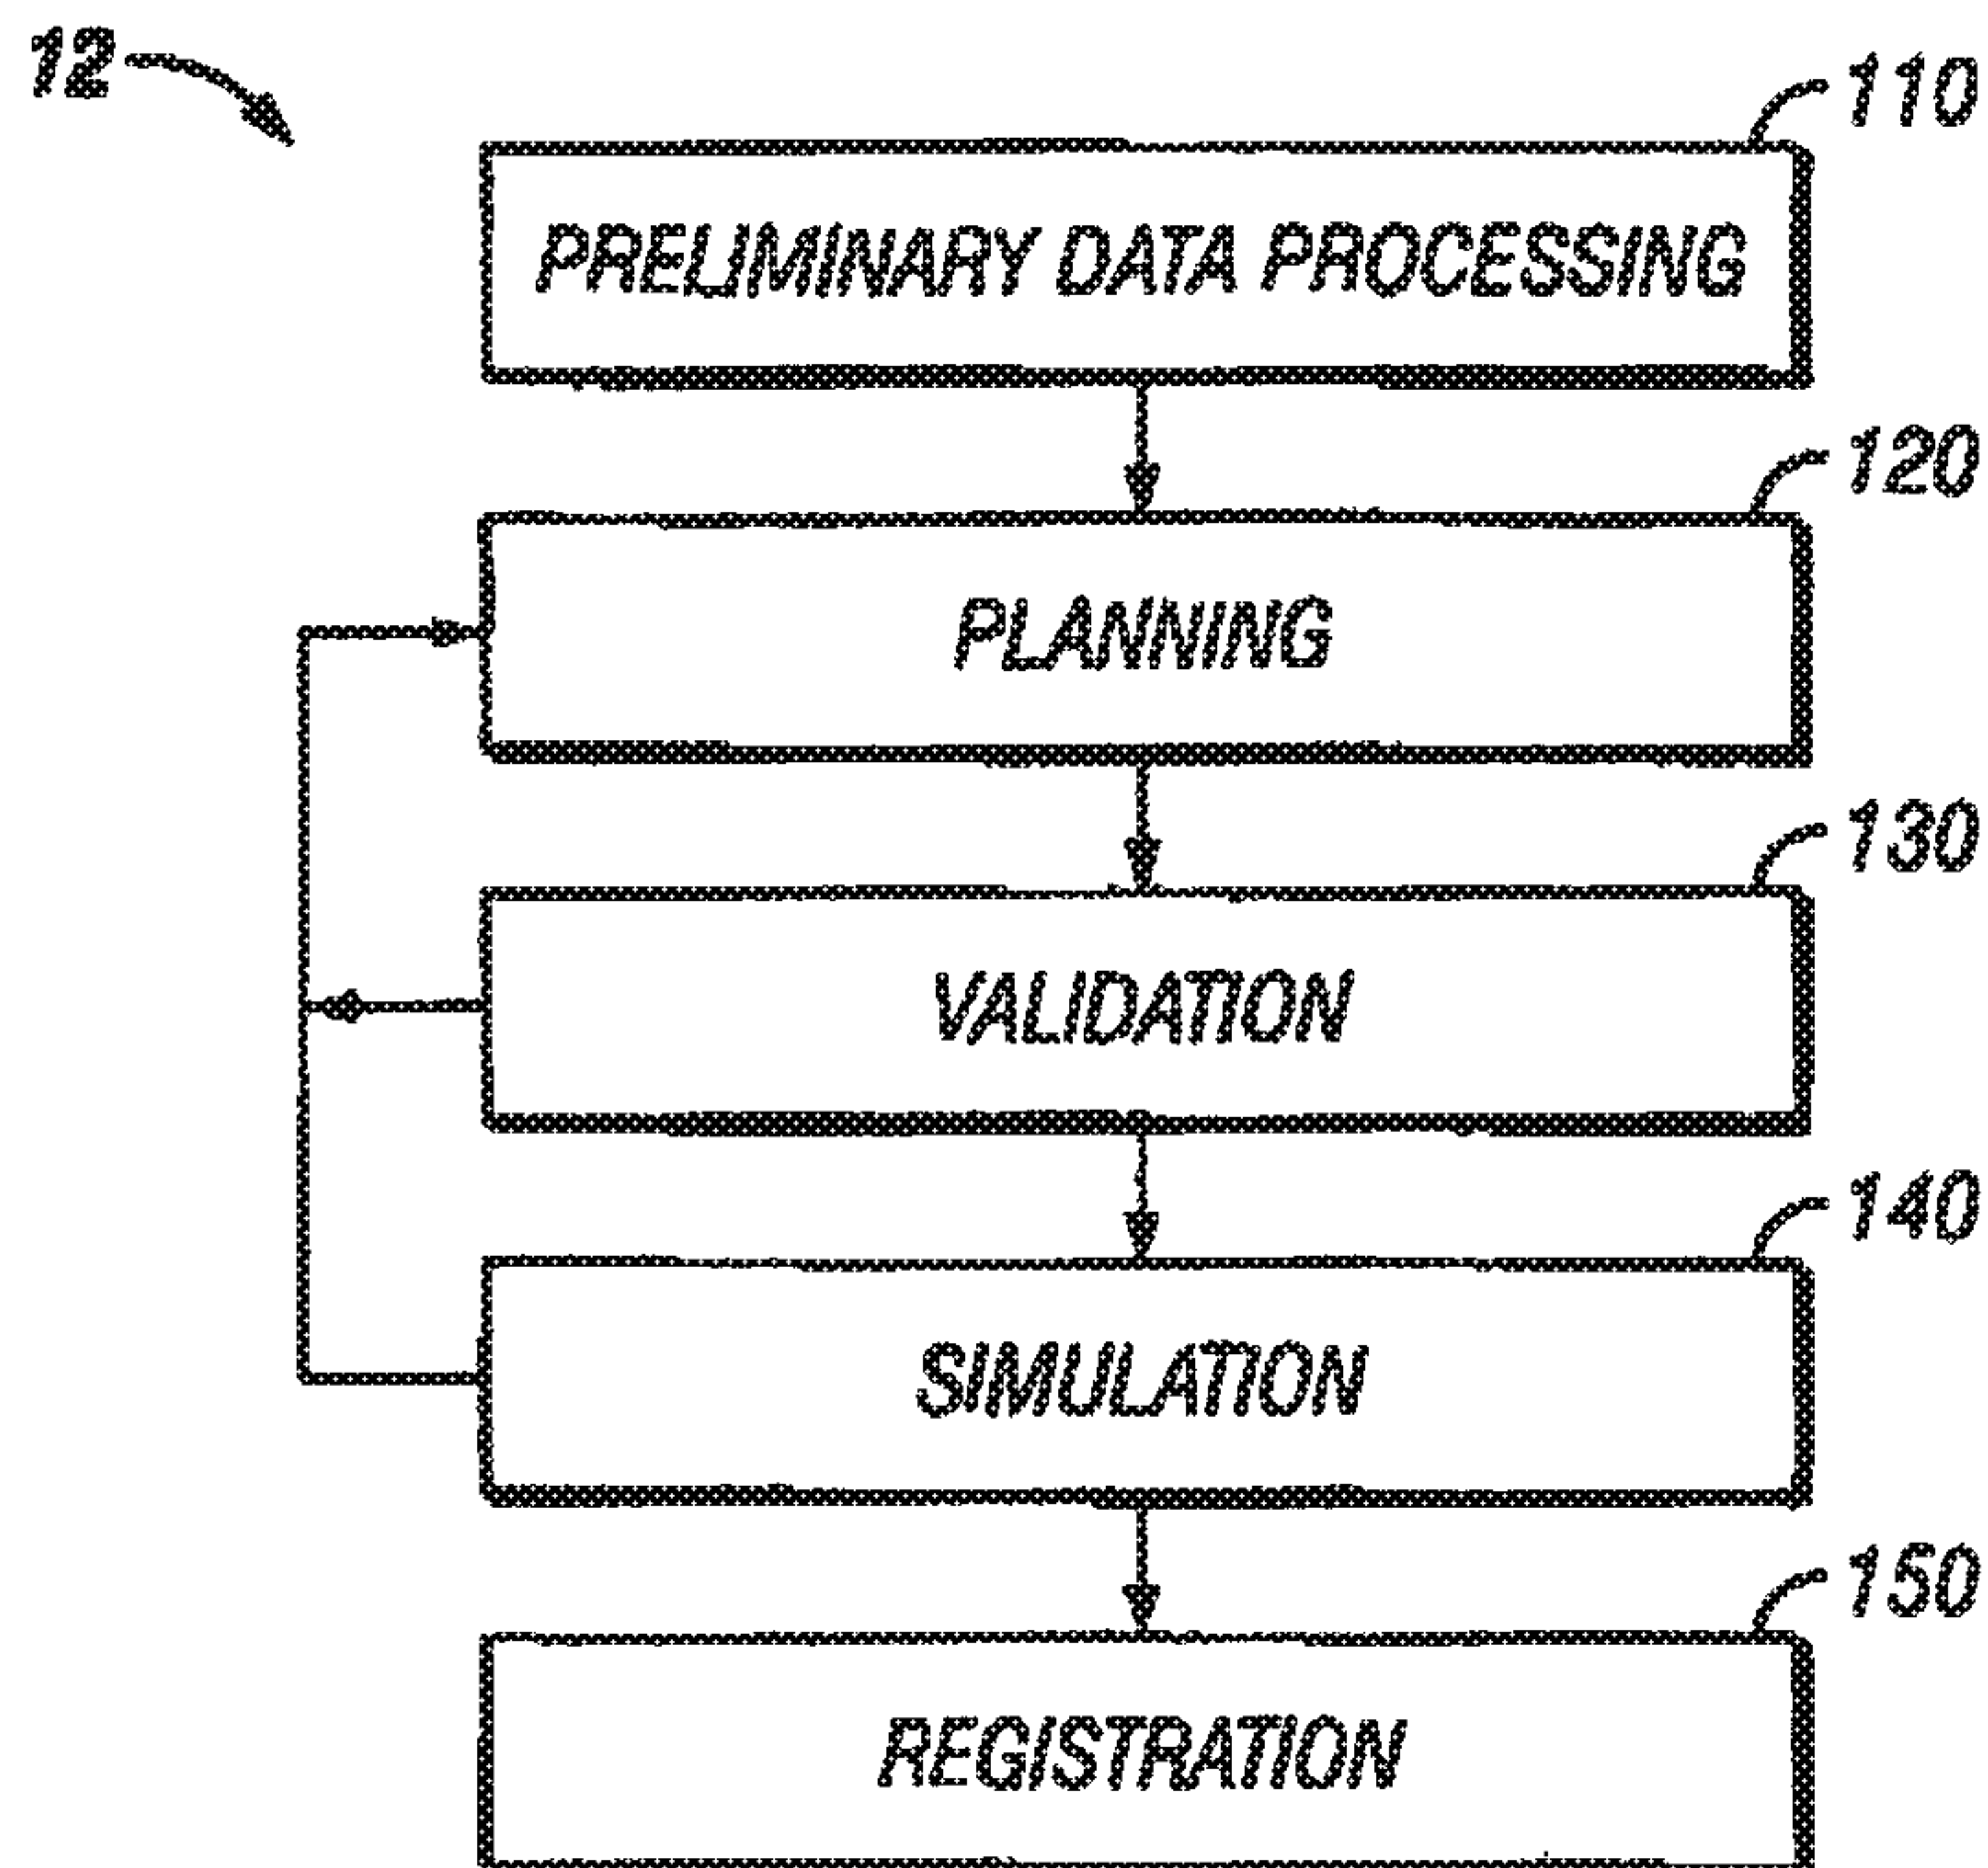 12
110
PRELIMINARY DATA PROCESSING
120
PLANNING
130
VALIDATION
140
SIMULATION
150
REGISTRATION